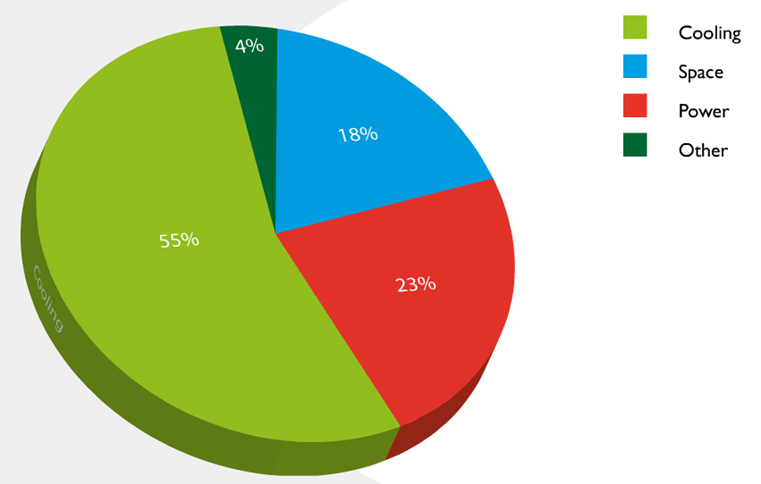 4%
18%
55%
23%
Cooling
Cooling
Space
Power
Other